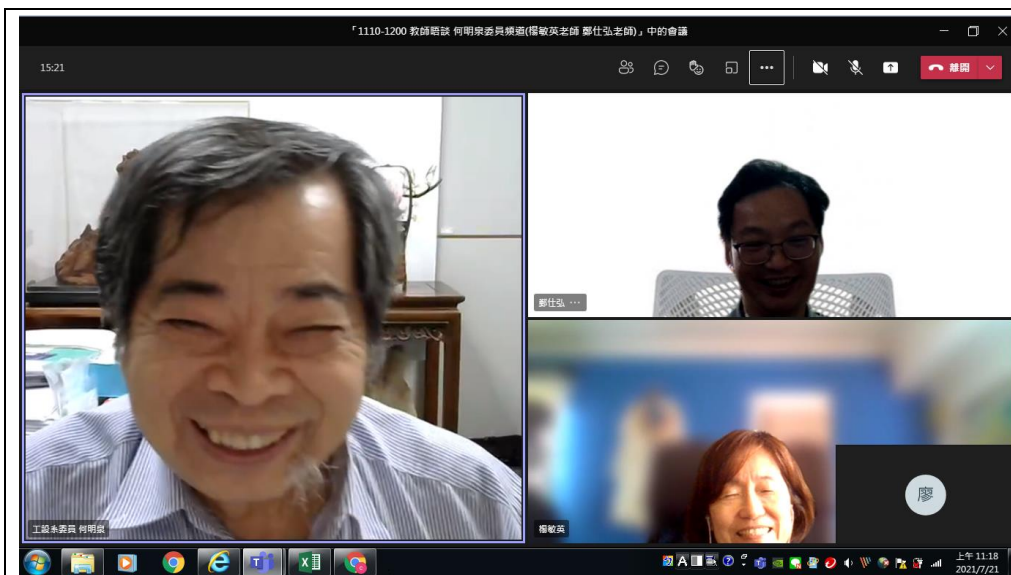 「1110-1200 教師晤談 何明泉委員頻道(楊敏英老師 鄭仕弘老師)」中的會議
15:21
離開
鄭仕弘 ···
工設系委員 何明泉
楊敏英
廖
上午 11:18
2021/7/21